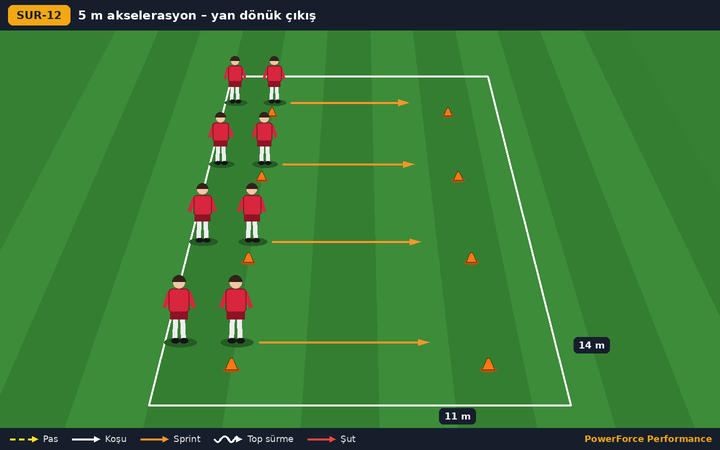 SUR-12 5 m akselerasyon – yan dönük çıkış
14 m
11 m
Pas Koşu Sprint Top sürme Şut PowerForce Performance